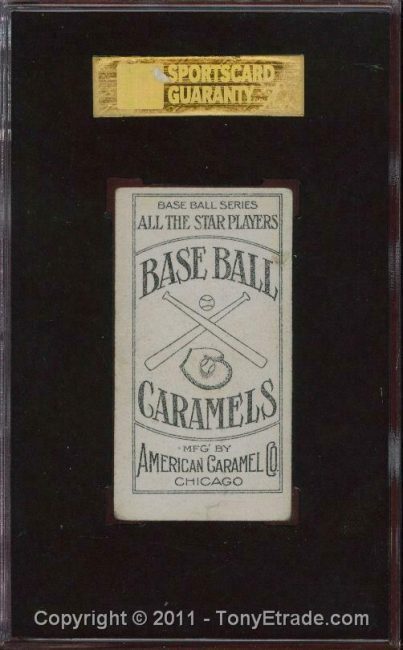 SPORTSCARD
GUARANTY
BASE BALL SERIES
ALL THE STAR PLAYERS
BASE BALL
CARAMELS
MFG' BY
AMERICAN CARAMEL CO.
CHICAGO
Copyright © 2011 - TonyEtrade.com